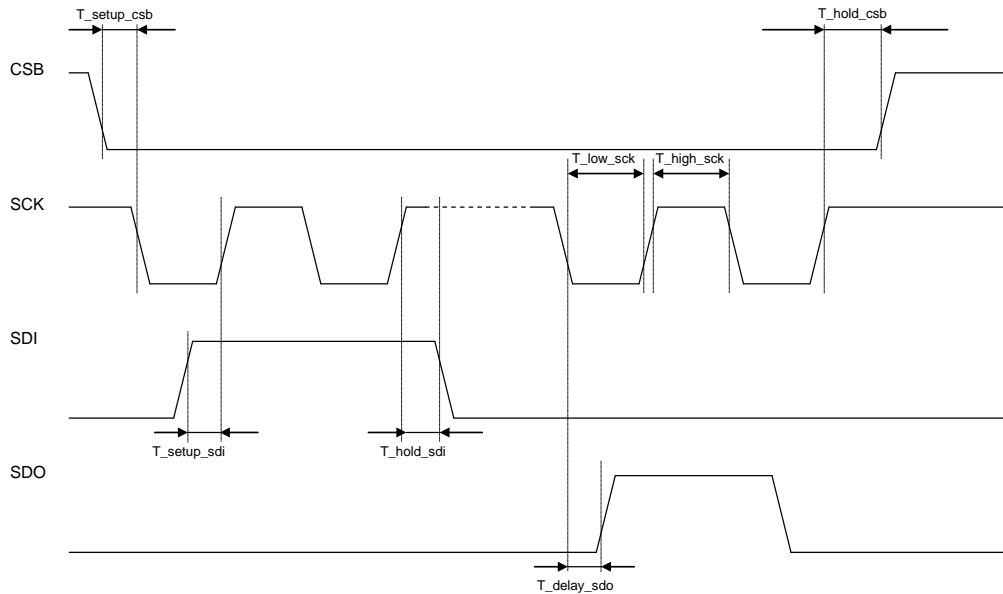 T_setup_csb
T_hold_csb
CSB
T_low_sck
T_high_sck
SCK
SDI
T_setup_sdi
T_hold_sdi
SDO
T_delay_sdo